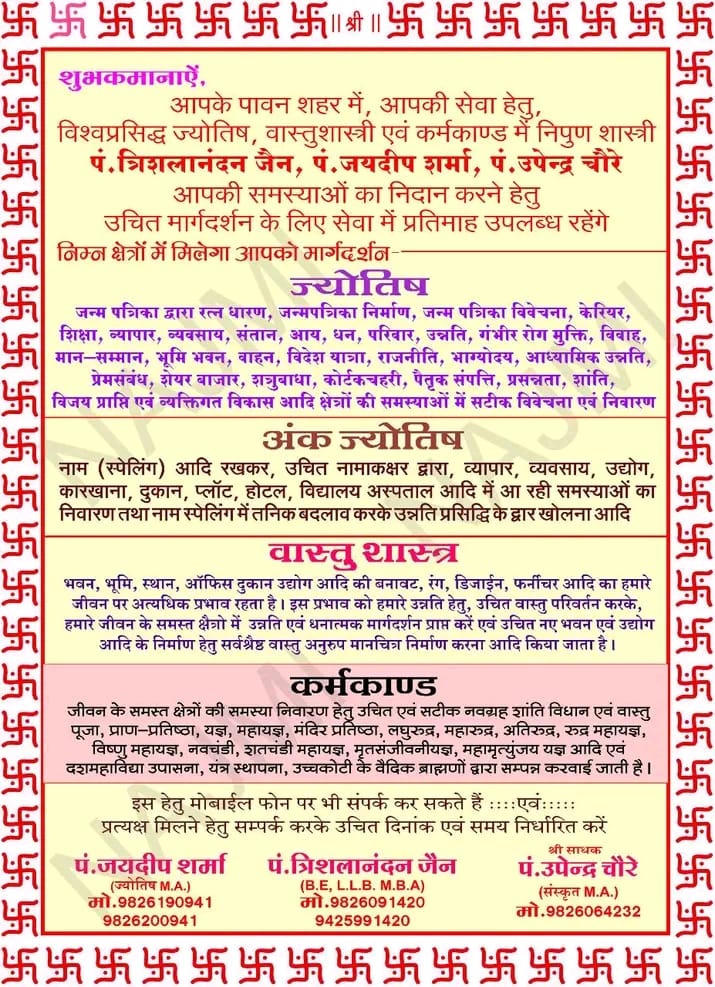 ॥ श्री ॥
शुभकमानाऐं,
आपके पावन शहर में, आपकी सेवा हेतु,
विश्वप्रसिद्ध ज्योतिष, वास्तुशास्त्री एवं कर्मकाण्ड में निपुण शास्त्री
पं.त्रिशलानंदन जैन, पं.जयदीप शर्मा, पं.उपेन्द्र चौरे
आपकी समस्याओं का निदान करने हेतु
उचित मार्गदर्शन के लिए सेवा में प्रतिमाह उपलब्ध रहेंगे
निम्न क्षेत्रों में मिलेगा आपको मार्गदर्शन-
ज्योतिष
जन्म पत्रिका द्वारा रत्न धारण, जन्मपत्रिका निर्माण, जन्म पत्रिका विवेचना, केरियर,
शिक्षा, व्यापार, व्यवसाय, संतान, आय, धन, परिवार, उन्नति, गंभीर रोग मुक्ति, विवाह,
मान–सम्मान, भूमि भवन, वाहन, विदेश यात्रा, राजनीति, भाग्योदय, आध्यामिक उन्नति,
प्रेमसंबंध, शेयर बाजार, शत्रुबाधा, कोर्टकचहरी, पैतृक संपत्ति, प्रसन्नता, शांति,
विजय प्राप्ति एवं व्यक्तिगत विकास आदि क्षेत्रों की समस्याओं में सटीक विवेचना एवं निवारण
अंक ज्योतिष
नाम (स्पेलिंग) आदि रखकर, उचित नामाकक्षर द्वारा, व्यापार, व्यवसाय, उद्योग,
कारखाना, दुकान, प्लॉट, होटल, विद्यालय अस्पताल आदि में आ रही समस्याओं का
निवारण तथा नाम स्पेलिंग में तनिक बदलाव करके उन्नति प्रसिद्धि के द्वार खोलना आदि
वास्तु शास्त्र
भवन, भूमि, स्थान, ऑफिस दुकान उद्योग आदि की बनावट, रंग, डिजाईन, फर्नीचर आदि का हमारे
जीवन पर अत्यधिक प्रभाव रहता है। इस प्रभाव को हमारे उन्नति हेतु, उचित वास्तु परिवर्तन करके,
हमारे जीवन के समस्त क्षैत्रो में उन्नति एवं धनात्मक मार्गदर्शन प्राप्त करें एवं उचित नए भवन एवं उद्योग
आदि के निर्माण हेतु सर्वश्रेष्ठ वास्तु अनुरुप मानचित्र निर्माण करना आदि किया जाता है।
कर्मकाण्ड
जीवन के समस्त क्षेत्रों की समस्या निवारण हेतु उचित एवं सटीक नवग्रह शांति विधान एवं वास्तु
पूजा, प्राण–प्रतिष्ठा, यज्ञ, महायज्ञ, मंदिर प्रतिष्ठा, लघुरुद्र, महारुद्र, अतिरुद्र, रुद्र महायज्ञ,
विष्णु महायज्ञ, नवचंडी, शतचंडी महायज्ञ, मृतसंजीवनीयज्ञ, महामृत्युंजय यज्ञ आदि एवं
दशमहाविद्या उपासना, यंत्र स्थापना, उच्चकोटी के वैदिक ब्राह्मणों द्वारा सम्पन्न करवाई जाती है।
इस हेतु मोबाईल फोन पर भी संपर्क कर सकते हैं ::::एवं:::::
प्रत्यक्ष मिलने हेतु सम्पर्क करके उचित दिनांक एवं समय निर्धारित करें
पं.जयदीप शर्मा
(ज्योतिष M.A.)
मो.9826190941
9826200941
पं.त्रिशलानंदन जैन
(B.E, L.L.B. M.B.A)
मो.9826091420
9425991420
श्री साधक
पं.उपेन्द्र चौरे
(संस्कृत M.A.)
मो.9826064232
NAJMI
NAJMI
NAJMI